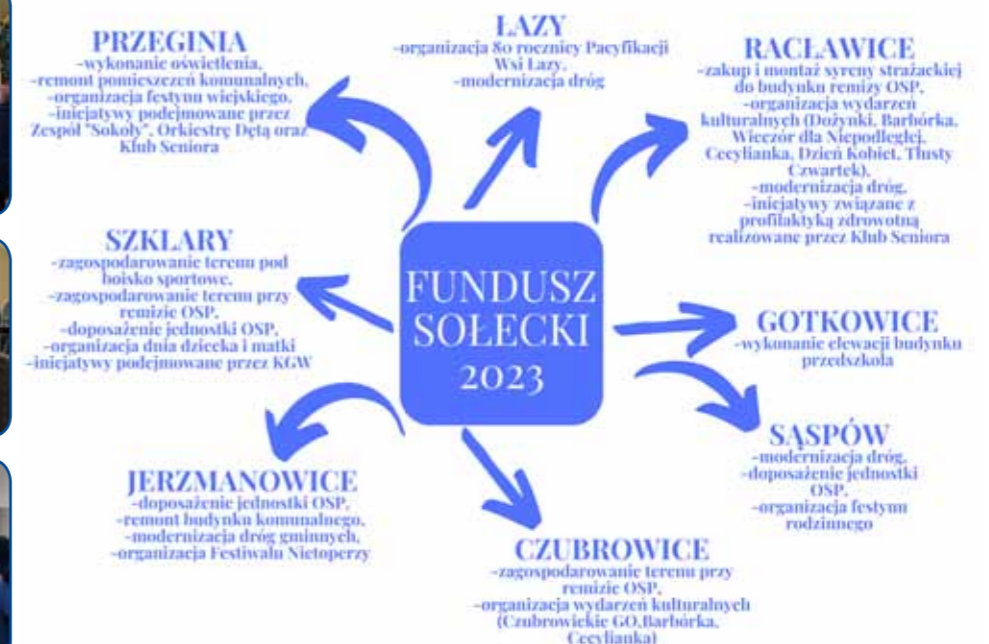 PRZEGINIA
-wykonanie oświetlenia,
-remont pomieszczeń komunalnych,
-organizacja festynu wiejskiego,
-inicjatywy podejmowane przez
Zespół "Sokoły", Orkiestrę Dętą oraz
Klub Seniora
ŁAZY
-organizacja 80 rocznicy Pacyfikacji
Wsi Łazy,
-modernizacja dróg
RACŁAWICE
-zakup i montaż syreny strażackiej
do budynku remizy OSP,
-organizacja wydarzeń
kulturalnych (Dożynki, Barbórka,
Wieczór dla Niepodległej,
Cecylianka, Dzień Kobiet, Tłusty
Czwartek),
-modernizacja dróg,
-inicjatywy związane z
profilaktyką zdrowotną
realizowane przez Klub Seniora
SZKLARY
-zagospodarowanie terenu pod
boisko sportowe,
-zagospodarowanie terenu przy
remizie OSP,
-doposażenie jednostki OSP,
-organizacja dnia dziecka i matki
-inicjatywy podejmowane przez KGW
FUNDUSZ
SOŁECKI
2023
GOTKOWICE
-wykonanie elewacji budynku
przedszkola
SĄSPÓW
-modernizacja dróg,
-doposażenie jednostki
OSP,
-organizacja festynu
rodzinnego
JERZMANOWICE
-doposażenie jednostki OSP,
-remont budynku komunalnego,
-modernizacja dróg gminnych,
-organizacja Festiwalu Nietoperzy
CZUBROWICE
-zagospodarowanie terenu przy
remizie OSP,
-organizacja wydarzeń kulturalnych
(Czubrowickie GO,Barbórka,
Cecylianka)